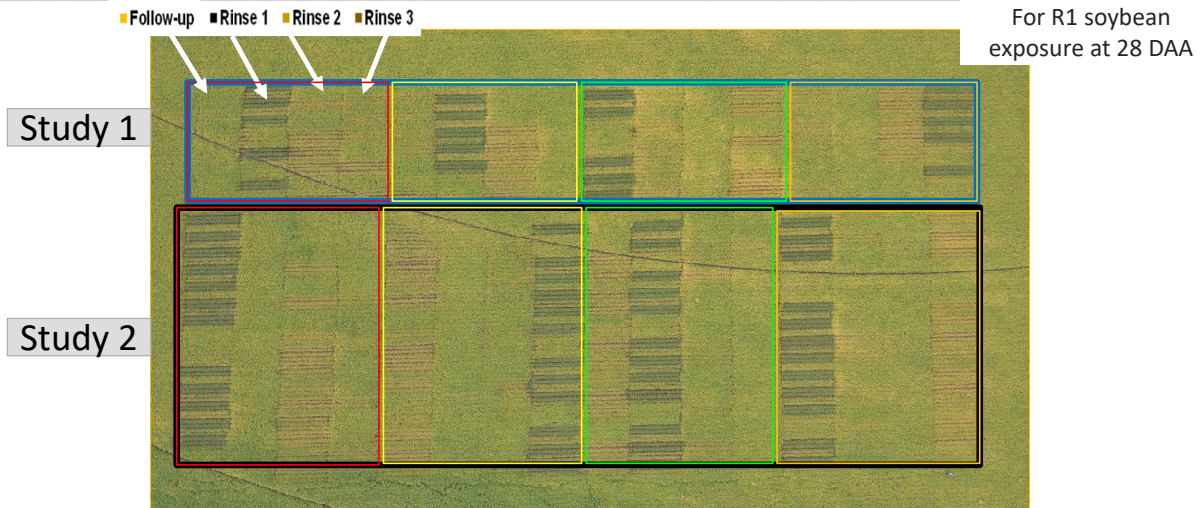 Follow-up Rinse 1 Rinse 2 Rinse 3
For R1 soybean
exposure at 28 DAA
Study 1
Study 2